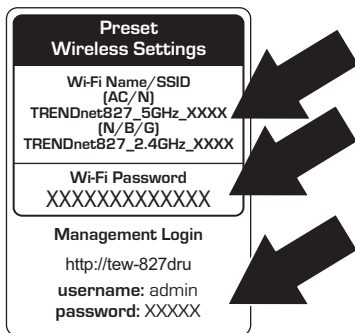 Preset
Wireless Settings
Wi-Fi Name/SSID
(AC/N)
TRENDnet827_5GHz_XXXX
(N/B/G)
TRENDnet827_2.4GHz_XXXX
Wi-Fi Password
XXXXXXXXXXXXX
Management Login
http://tew-827dru
username: admin
password: XXXXX